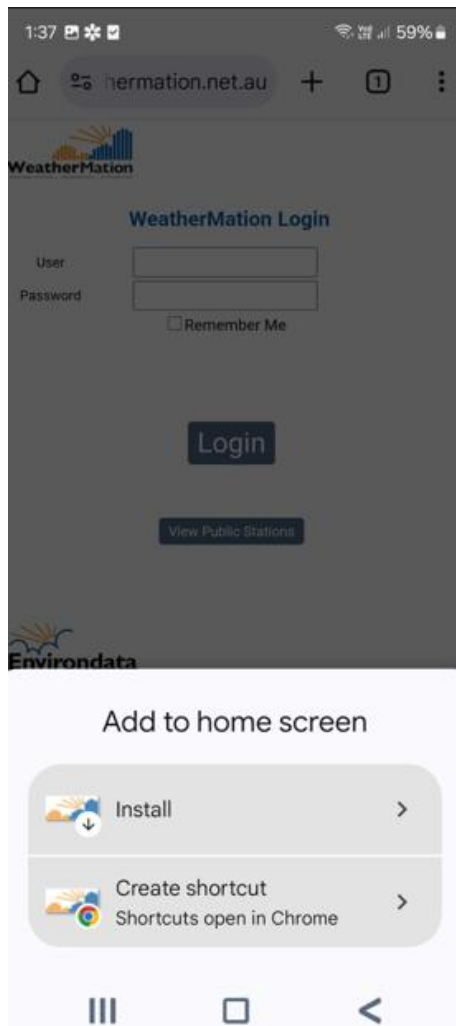 1:37 59%
hermation.net.au 1
WeatherMation
WeatherMation Login
User
Password
Remember Me
Login
View Public Stations
Environdata
Add to home screen
Install
Create shortcut
Shortcuts open in Chrome